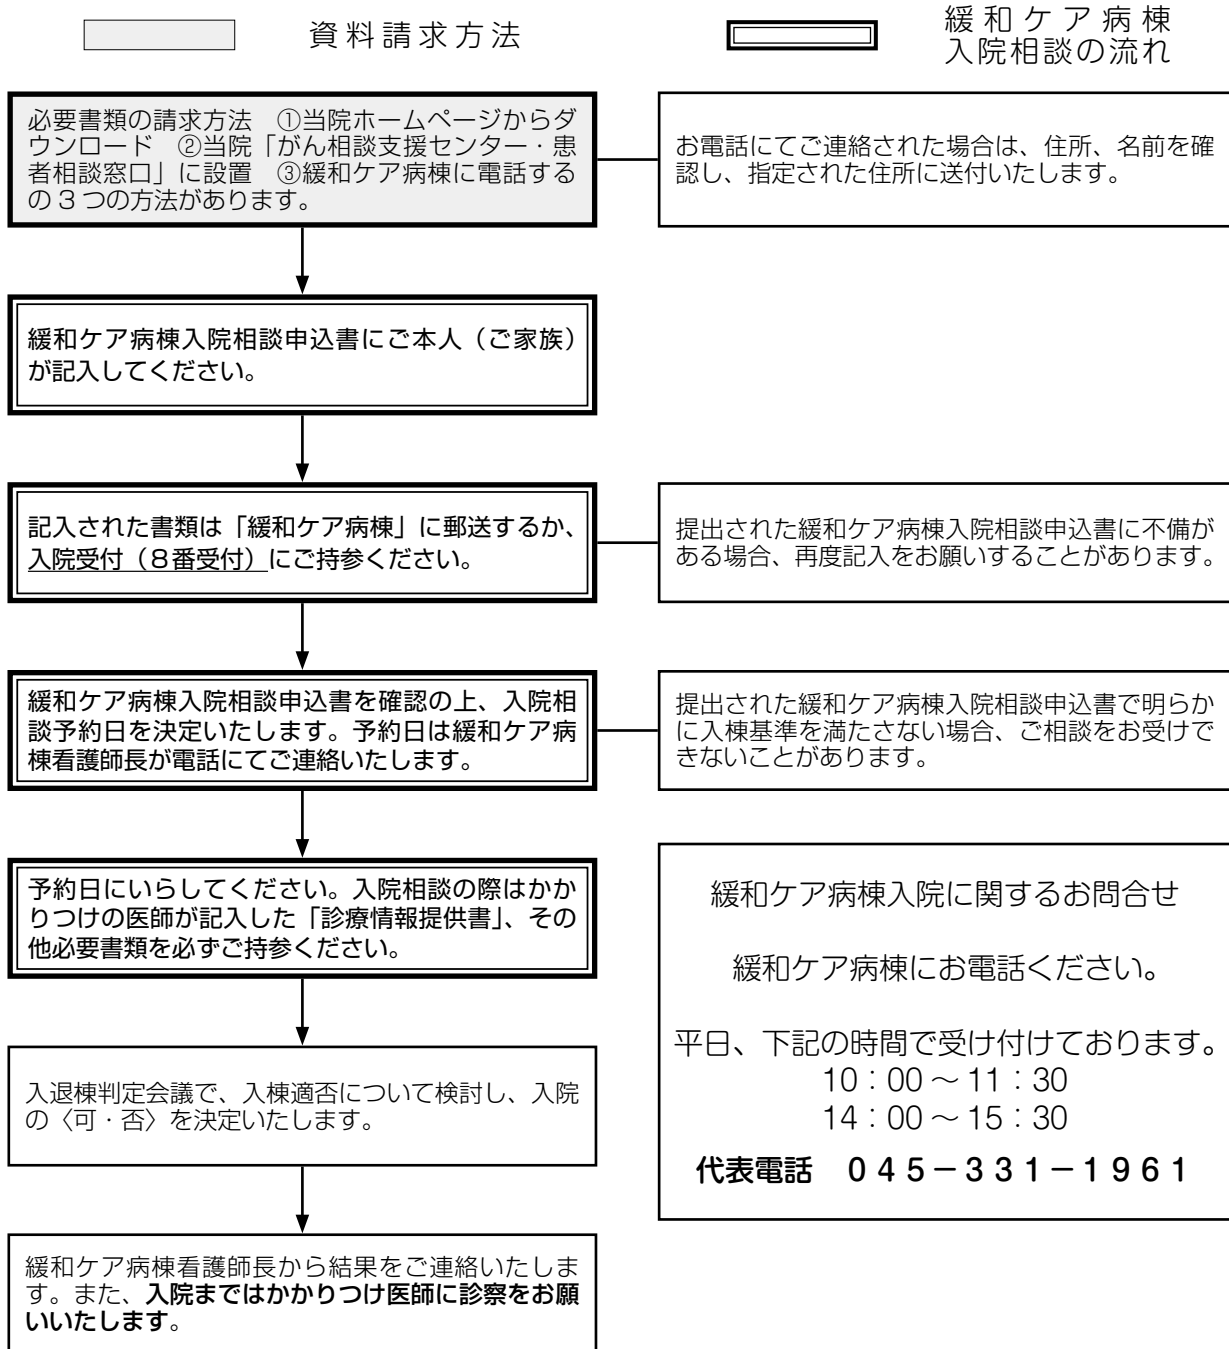 資料請求方法
緩和ケア病棟
入院相談の流れ
必要書類の請求方法　①当院ホームページからダ
ウンロード　②当院「がん相談支援センター・患
者相談窓口」に設置　③緩和ケア病棟に電話する
の３つの方法があります。
お電話にてご連絡された場合は、住所、名前を確
認し、指定された住所に送付いたします。
緩和ケア病棟入院相談申込書にご本人（ご家族）
が記入してください。
記入された書類は「緩和ケア病棟」に郵送するか、
入院受付（８番受付）にご持参ください。
提出された緩和ケア病棟入院相談申込書に不備が
ある場合、再度記入をお願いすることがあります。
緩和ケア病棟入院相談申込書を確認の上、入院相
談予約日を決定いたします。予約日は緩和ケア病
棟看護師長が電話にてご連絡いたします。
提出された緩和ケア病棟入院相談申込書で明らか
に入棟基準を満たさない場合、ご相談をお受けで
きないことがあります。
予約日にいらしてください。入院相談の際はかか
りつけの医師が記入した「診療情報提供書」、その
他必要書類を必ずご持参ください。
入退棟判定会議で、入棟適否について検討し、入院
の〈可・否〉を決定いたします。
緩和ケア病棟看護師長から結果をご連絡いたしま
す。また、入院まではかかりつけ医師に診察をお願
いいたします。
緩和ケア病棟入院に関するお問合せ
緩和ケア病棟にお電話ください。
平日、下記の時間で受け付けております。
10：00～11：30
14：00～15：30
代表電話　０４５－３３１－１９６１